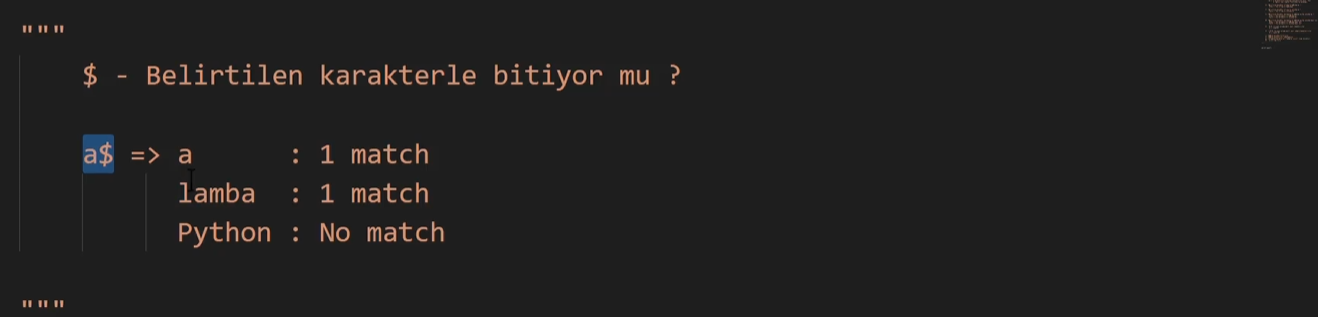 """
$ - Belirtilen karakterle bitiyor mu ?
a$ => a : 1 match
lamba : 1 match
Python : No match
"""